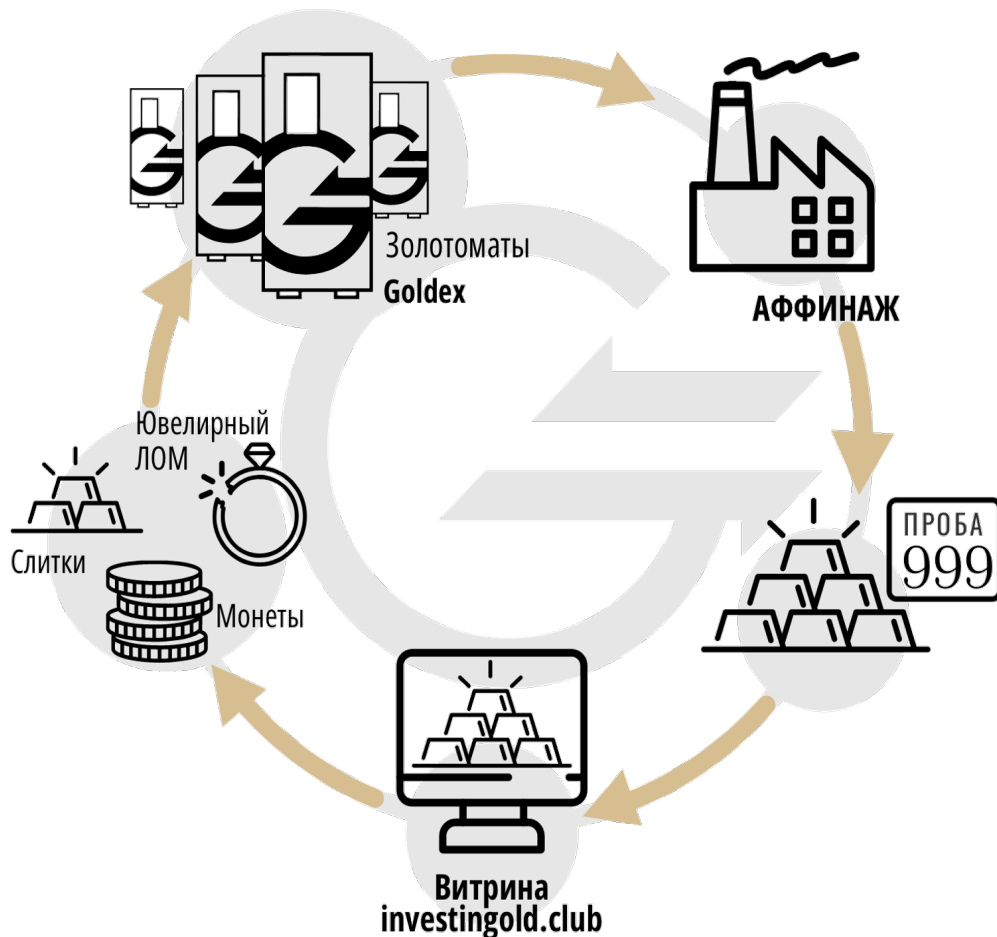 Золотоматы
Goldex
АФФИНАЖ
Ювелирный
ЛОМ
Слитки
Монеты
ПРОБА
999
Витрина
investingold.club